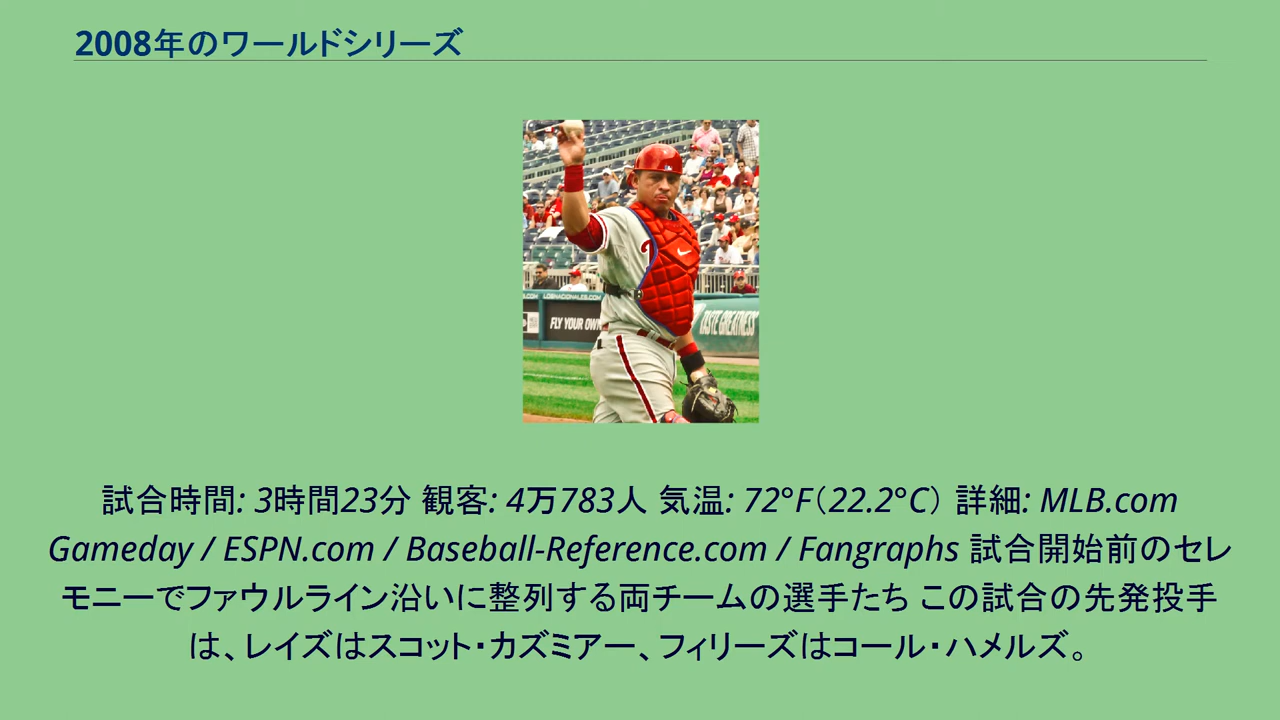 2008年のワールドシリーズ
LOSNACIONALES.COM
FLY YOUR OWN
TASTE GREATNESS
試合時間: 3時間23分 観客: 4万783人 気温: 72°F（22.2°C） 詳細: MLB.com
Gameday / ESPN.com / Baseball-Reference.com / Fangraphs 試合開始前のセレ
モニーでファウルライン沿いに整列する両チームの選手たち この試合の先発投手
は、レイズはスコット・カズミアー、フィリーズはコール・ハメルズ。